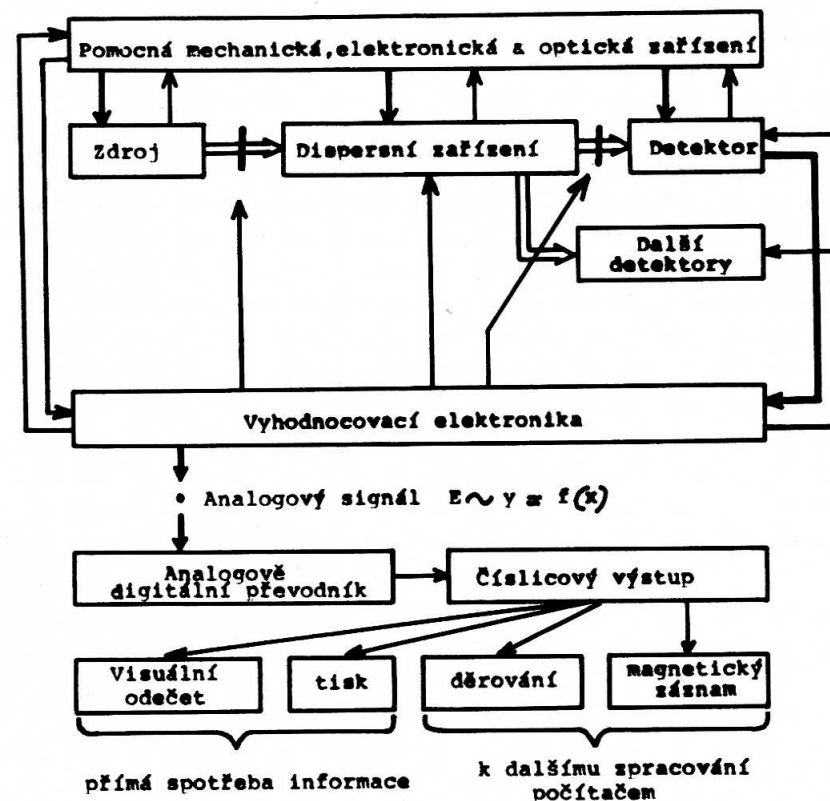 Pomocná mechanická,elektronická & optická zařízení
Zdroj
Dispersní zařízení
Detektor
Další
detektory
Vyhodnocovací elektronika
Analogový signál E∼y = f(x)
Analogově
digitální převodník
Číslicový výstup
Visuální
odečet
tisk
děrování
magnetický
záznam
přímá spotřeba informace
k dalšímu zpracování
počítačem